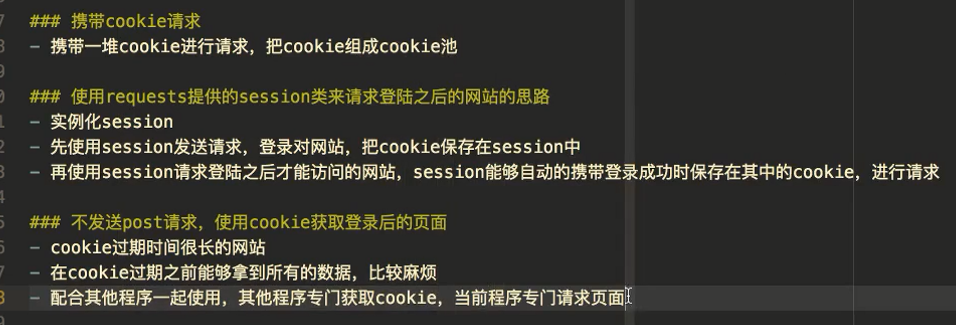 ### 携带cookie请求
- 携带一堆cookie进行请求，把cookie组成cookie池
### 使用requests提供的session类来请求登陆之后的网站的思路
- 实例化session
- 先使用session发送请求，登录对网站，把cookie保存在session中
- 再使用session请求登陆之后才能访问的网站，session能够自动的携带登录成功时保存在其中的cookie，进行请求
### 不发送post请求，使用cookie获取登录后的页面
- cookie过期时间很长的网站
- 在cookie过期之前能够拿到所有的数据，比较麻烦
- 配合其他程序一起使用，其他程序专门获取cookie，当前程序专门请求页面